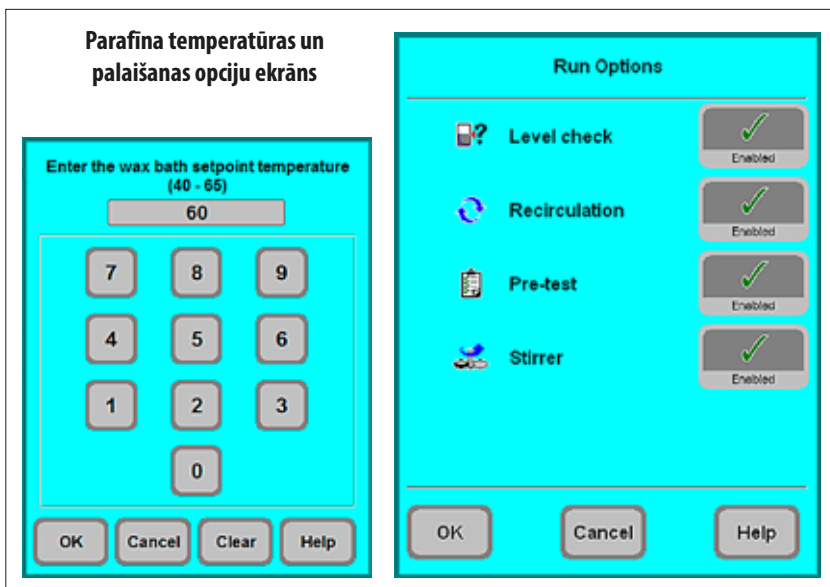 Parafīna temperatūras un
palaišanas opciju ekrāns
Enter the wax bath setpoint temperature
(40 - 65)
60
7 8 9
4 5 6
1 2 3
0
OK Cancel Clear Help
Run Options
Level check
Enabled
Recirculation
Enabled
Pre-test
Enabled
Stirrer
Enabled
OK Cancel Help